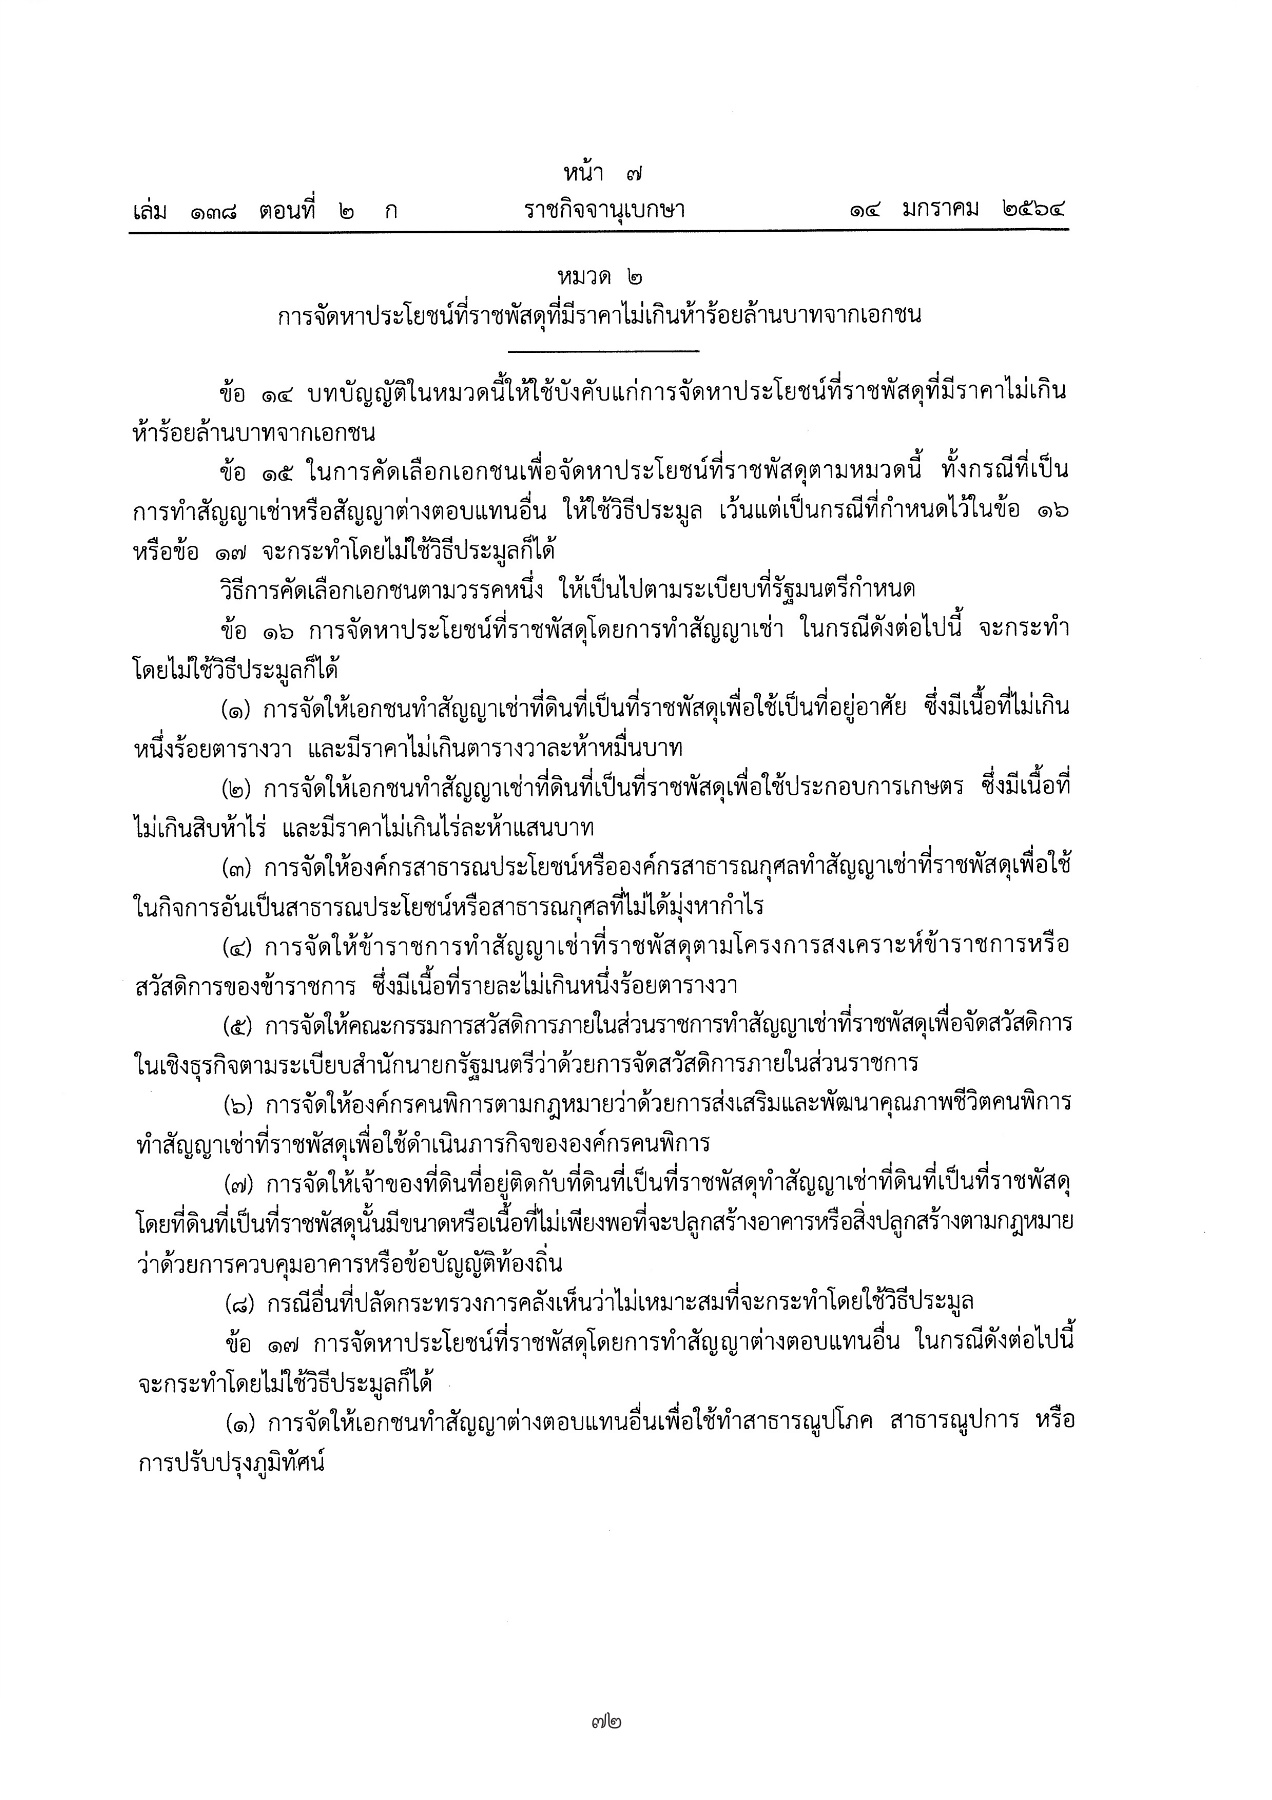 หน้า ๗
เล่ม ๑๓๘ ตอนที่ ๒ ก ราชกิจจานุเบกษา ๑๔ มกราคม ๒๕๖๔
หมวด ๒
การจัดหาประโยชน์ที่ราชพัสดุที่มีราคาไม่เกินห้าร้อยล้านบาทจากเอกชน
ข้อ ๑๔ บทบัญญัติในหมวดนี้ให้ใช้บังคับแก่การจัดหาประโยชน์ที่ราชพัสดุที่มีราคาไม่เกิน
ห้าร้อยล้านบาทจากเอกชน
ข้อ ๑๕ ในการคัดเลือกเอกชนเพื่อจัดหาประโยชน์ที่ราชพัสดุตามหมวดนี้ ทั้งกรณีที่เป็น
การทำสัญญาเช่าหรือสัญญาต่างตอบแทนอื่น ให้ใช้วิธีประมูล เว้นแต่เป็นกรณีที่กำหนดไว้ในข้อ ๑๖
หรือข้อ ๑๗ จะกระทำโดยไม่ใช้วิธีประมูลก็ได้
วิธีการคัดเลือกเอกชนตามวรรคหนึ่ง ให้เป็นไปตามระเบียบที่รัฐมนตรีกำหนด
ข้อ ๑๖ การจัดหาประโยชน์ที่ราชพัสดุโดยการทำสัญญาเช่า ในกรณีดังต่อไปนี้ จะกระทำ
โดยไม่ใช้วิธีประมูลก็ได้
(๑) การจัดให้เอกชนทำสัญญาเช่าที่ดินที่เป็นที่ราชพัสดุเพื่อใช้เป็นที่อยู่อาศัย ซึ่งมีเนื้อที่ไม่เกิน
หนึ่งร้อยตารางวา และมีราคาไม่เกินตารางวาละห้าหมื่นบาท
(๒) การจัดให้เอกชนทำสัญญาเช่าที่ดินที่เป็นที่ราชพัสดุเพื่อใช้ประกอบการเกษตร ซึ่งมีเนื้อที่
ไม่เกินสิบห้าไร่ และมีราคาไม่เกินไร่ละห้าแสนบาท
(๓) การจัดให้องค์กรสาธารณประโยชน์หรือองค์กรสาธารณกุศลทำสัญญาเช่าที่ราชพัสดุเพื่อใช้
ในกิจการอันเป็นสาธารณประโยชน์หรือสาธารณกุศลที่ไม่ได้มุ่งหากำไร
(๔) การจัดให้ข้าราชการทำสัญญาเช่าที่ราชพัสดุตามโครงการสงเคราะห์ข้าราชการหรือ
สวัสดิการของข้าราชการ ซึ่งมีเนื้อที่รายละไม่เกินหนึ่งร้อยตารางวา
(๕) การจัดให้คณะกรรมการสวัสดิการภายในส่วนราชการทำสัญญาเช่าที่ราชพัสดุเพื่อจัดสวัสดิการ
ในเชิงธุรกิจตามระเบียบสำนักนายกรัฐมนตรีว่าด้วยการจัดสวัสดิการภายในส่วนราชการ
(๖) การจัดให้องค์กรคนพิการตามกฎหมายว่าด้วยการส่งเสริมและพัฒนาคุณภาพชีวิตคนพิการ
ทำสัญญาเช่าที่ราชพัสดุเพื่อใช้ดำเนินภารกิจขององค์กรคนพิการ
(๗) การจัดให้เจ้าของที่ดินที่อยู่ติดกับที่ดินที่เป็นที่ราชพัสดุทำสัญญาเช่าที่ดินที่เป็นที่ราชพัสดุ
โดยที่ดินที่เป็นที่ราชพัสดุนั้นมีขนาดหรือเนื้อที่ไม่เพียงพอที่จะปลูกสร้างอาคารหรือสิ่งปลูกสร้างตามกฎหมาย
ว่าด้วยการควบคุมอาคารหรือข้อบัญญัติท้องถิ่น
(๘) กรณีอื่นที่ปลัดกระทรวงการคลังเห็นว่าไม่เหมาะสมที่จะกระทำโดยใช้วิธีประมูล
ข้อ ๑๗ การจัดหาประโยชน์ที่ราชพัสดุโดยการทำสัญญาต่างตอบแทนอื่น ในกรณีดังต่อไปนี้
จะกระทำโดยไม่ใช้วิธีประมูลก็ได้
(๑) การจัดให้เอกชนทำสัญญาต่างตอบแทนอื่นเพื่อใช้ทำสาธารณูปโภค สาธารณูปการ หรือ
การปรับปรุงภูมิทัศน์
๗๒